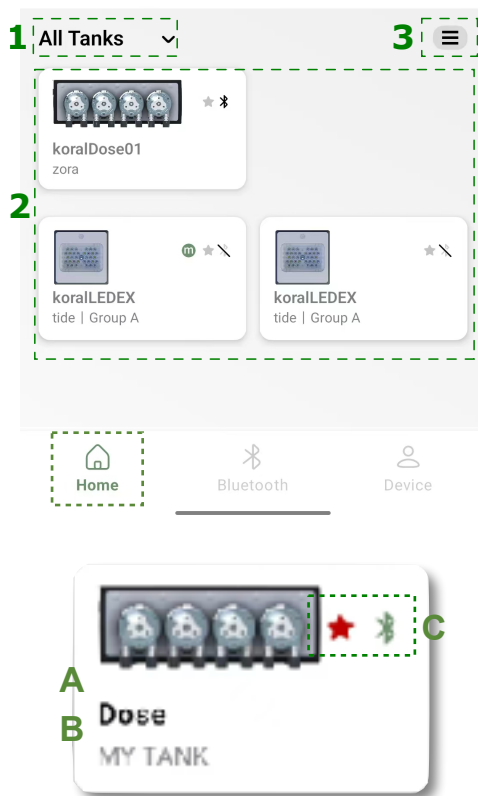 1 All Tanks 3
koralDose01
zora
2
m
koralLEDEX koralLEDEX
tide | Group A tide | Group A
Home Bluetooth Device
C
A
Dose
B
MY TANK